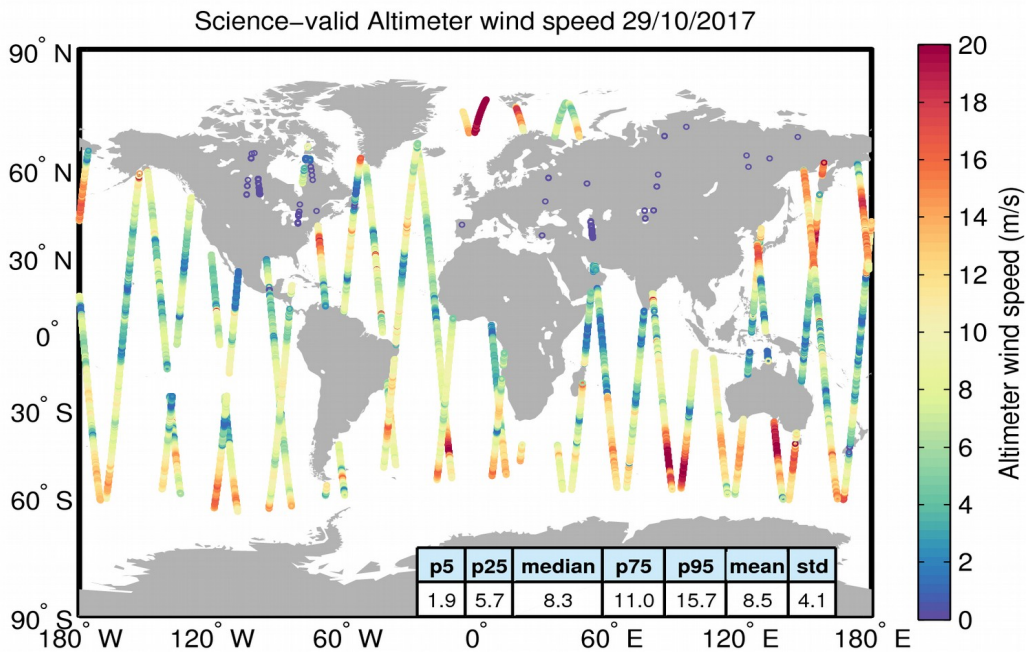 Science−valid Altimeter wind speed 29/10/2017
90° N
60° N
30° N
0°
30° S
60° S
90° S
180° W
120° W
60° W
0°
60° E
120° E
180° E
p5 p25 median p75 p95 mean std
1.9 5.7 8.3 11.0 15.7 8.5 4.1
20
18
16
14
12
10
8
6
4
2
0
Altimeter wind speed (m/s)